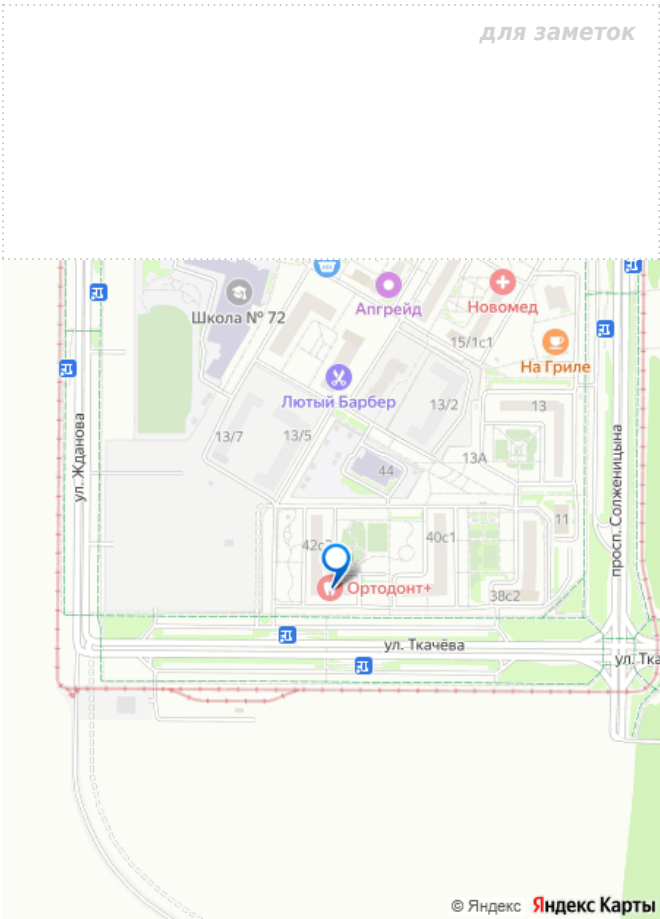 для заметок
Школа № 72
Апгрейд
Новомед
15/1с1
На Гриле
Лютый Барбер
13/2
13
13/7
13/5
ул. Жданова
13А
44
просп. Солженицына
11
42с2
40с1
Ортодонт+
38с2
ул. Ткачёва
ул. Тка
© Яндекс Яндекс Карты